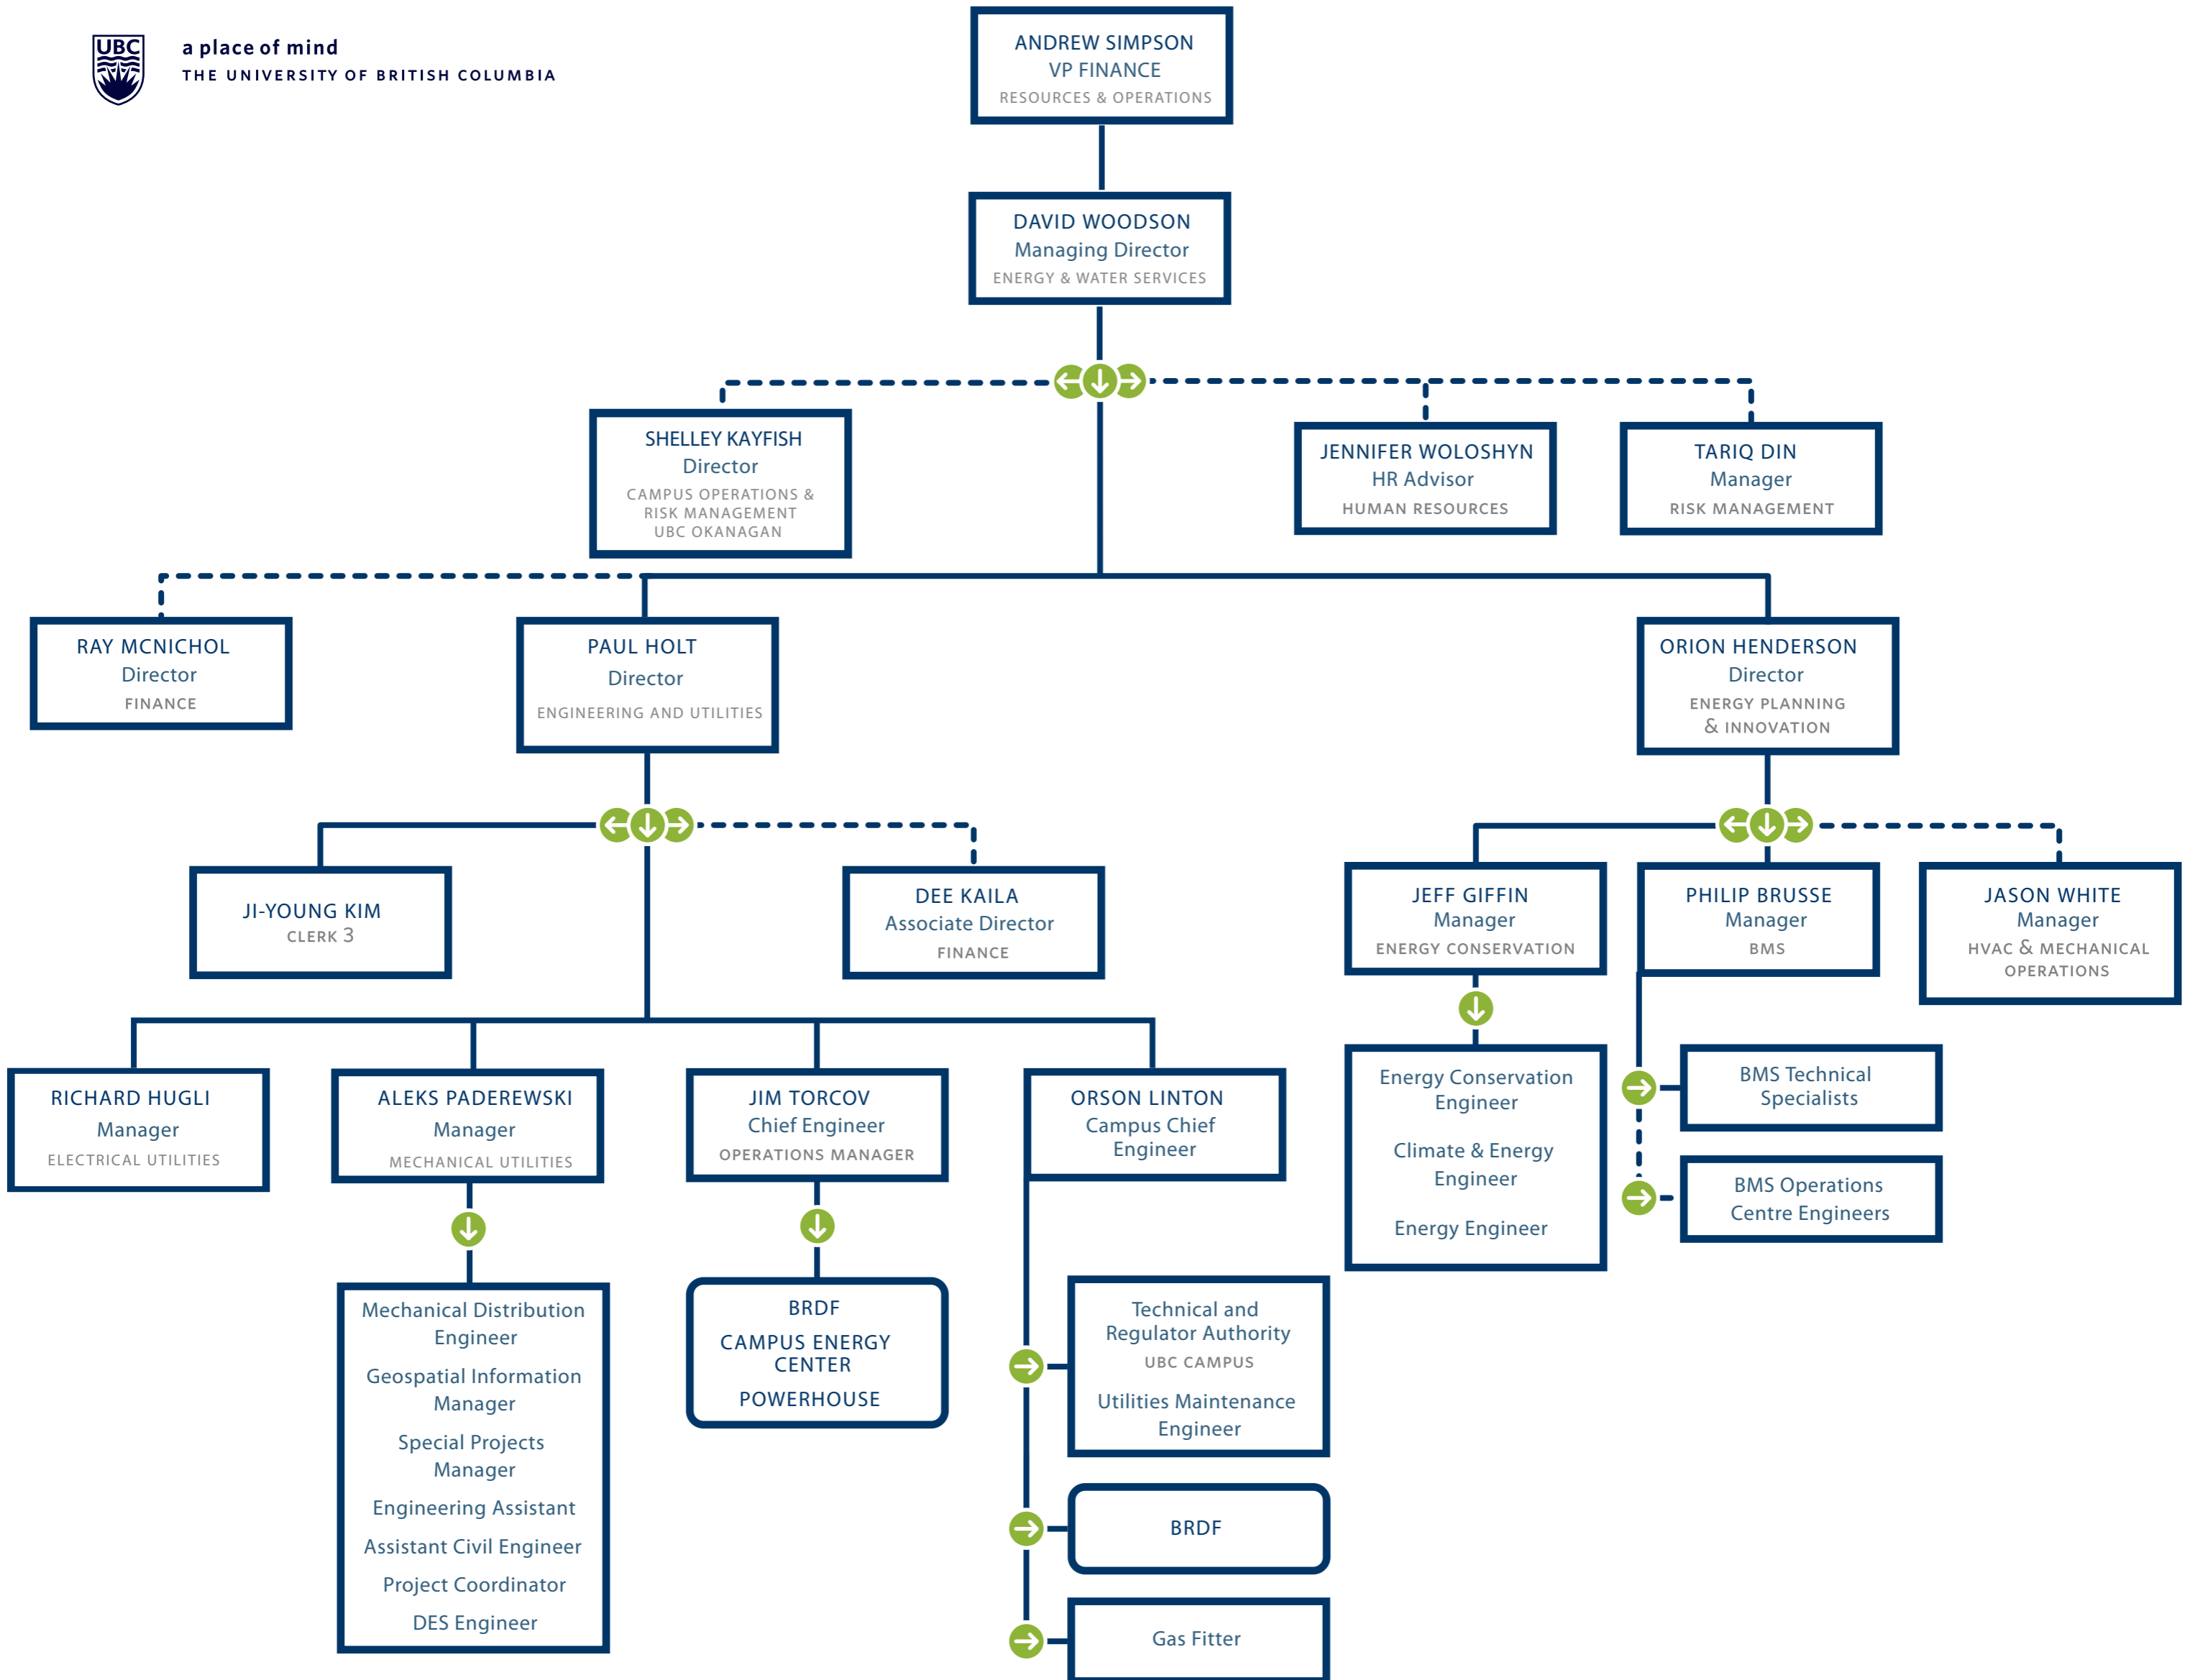 UBC
a place of mind
THE UNIVERSITY OF BRITISH COLUMBIA
ANDREW SIMPSON
VP FINANCE
RESOURCES & OPERATIONS
DAVID WOODSON
Managing Director
ENERGY & WATER SERVICES
SHELLEY KAYFISH
Director
CAMPUS OPERATIONS &
RISK MANAGEMENT
UBC OKANAGAN
JENNIFER WOLOSHYN
HR Advisor
HUMAN RESOURCES
TARIQ DIN
Manager
RISK MANAGEMENT
RAY MCNICHOL
Director
FINANCE
PAUL HOLT
Director
ENGINEERING AND UTILITIES
ORION HENDERSON
Director
ENERGY PLANNING
& INNOVATION
JI-YOUNG KIM
CLERK 3
DEE KAILA
Associate Director
FINANCE
JEFF GIFFIN
Manager
ENERGY CONSERVATION
PHILIP BRUSSE
Manager
BMS
JASON WHITE
Manager
HVAC & MECHANICAL
OPERATIONS
RICHARD HUGLI
Manager
ELECTRICAL UTILITIES
ALEKS PADEREWSKI
Manager
MECHANICAL UTILITIES
JIM TORCOV
Chief Engineer
OPERATIONS MANAGER
ORSON LINTON
Campus Chief
Engineer
Energy Conservation
Engineer
Climate & Energy
Engineer
Energy Engineer
BMS Technical
Specialists
BMS Operations
Centre Engineers
Mechanical Distribution
Engineer
Geospatial Information
Manager
Special Projects
Manager
Engineering Assistant
Assistant Civil Engineer
Project Coordinator
DES Engineer
BRDF
CAMPUS ENERGY
CENTER
POWERHOUSE
Technical and
Regulator Authority
UBC CAMPUS
Utilities Maintenance
Engineer
BRDF
Gas Fitter